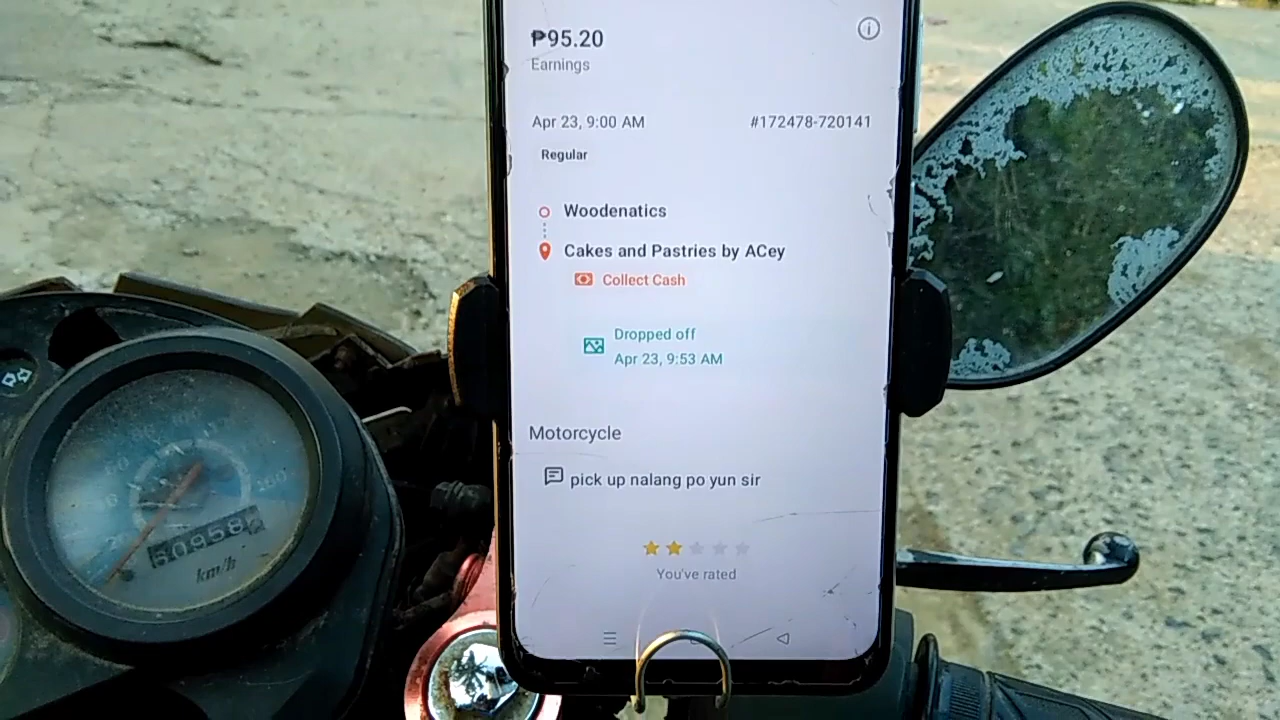 ₱95.20
Earnings
Apr 23, 9:00 AM
#172478-720141
Regular
Woodenatics
Cakes and Pastries by ACey
Collect Cash
Dropped off
Apr 23, 9:53 AM
Motorcycle
pick up nalang po yun sir
You've rated
km/h